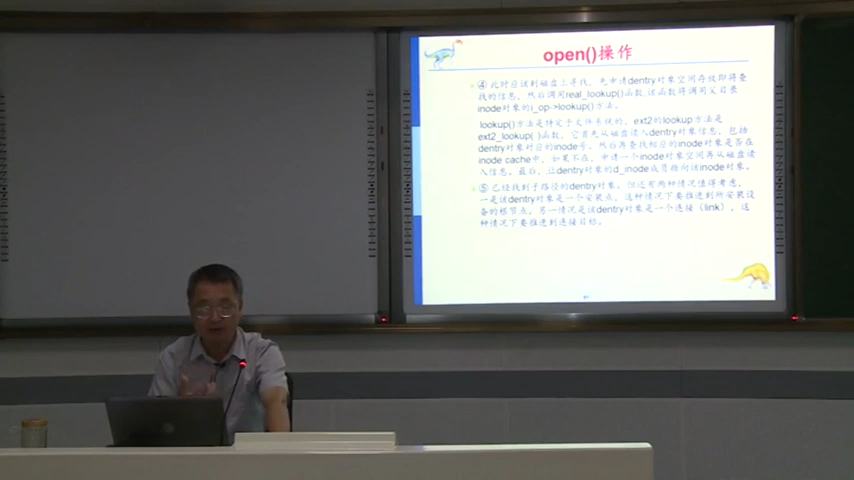 open()操作
④ 此时应该到磁盘上寻找，先申请dentry对象空间存放即将查
找的信息，然后调用real_lookup()函数,该函数将调用父目录
inode对象的i_op->lookup()方法。
lookup()方法是特定于文件系统的，ext2的lookup方法是
ext2_lookup( )函数，它首先从磁盘读入dentry对象信息，包括
dentry对象对应的inode号，然后再查找相应的inode对象是否在
inode cache中，如果不在，申请一个inode对象空间再从磁盘读
入信息。最后，让dentry对象的d_inode成员指向该inode对象。
⑤ 已经找到子路径的dentry对象，但还有两种情况值得考虑，
一是该dentry对象是一个安装点，这种情况下要推进到所安装设
备的根节点，另一情况是该dentry对象是一个连接（link），这
种情况下要推进到连接目标。